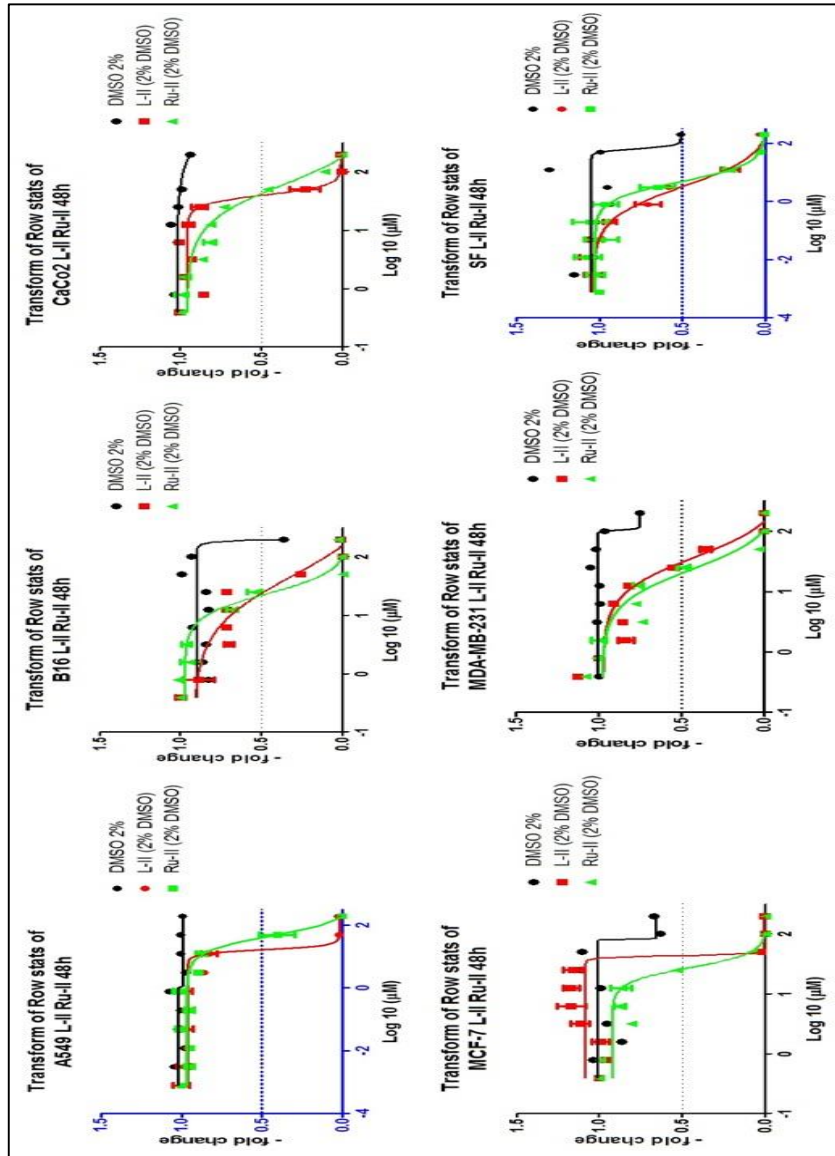 Transform of Row stats of
A549 L-II Ru-II 48h
DMSO 2%
L-II (2% DMSO)
Ru-II (2% DMSO)
1.5
1.0
0.5
0.0
- fold change
-4 -2 0 2
Log 10 (µM)
Transform of Row stats of
B16 L-II Ru-II 48h
DMSO 2%
L-II (2% DMSO)
Ru-II (2% DMSO)
1.5
1.0
0.5
0.0
- fold change
-1 0 1 2
Log 10 (µM)
Transform of Row stats of
CaCo2 L-II Ru-II 48h
DMSO 2%
L-II (2% DMSO)
Ru-II (2% DMSO)
1.5
1.0
0.5
0.0
- fold change
-1 0 1 2
Log 10 (µM)
Transform of Row stats of
MCF-7 L-II Ru-II 48h
DMSO 2%
L-II (2% DMSO)
Ru-II (2% DMSO)
1.5
1.0
0.5
0.0
- fold change
-1 0 1 2
Log 10 (µM)
Transform of Row stats of
MDA-MB-231 L-II Ru-II 48h
DMSO 2%
L-II (2% DMSO)
Ru-II (2% DMSO)
1.5
1.0
0.5
0.0
- fold change
-1 0 1 2
Log 10 (µM)
Transform of Row stats of
SF L-II Ru-II 48h
DMSO 2%
L-II (2% DMSO)
Ru-II (2% DMSO)
1.5
1.0
0.5
0.0
- fold change
-4 -2 0 2
Log 10 (µM)